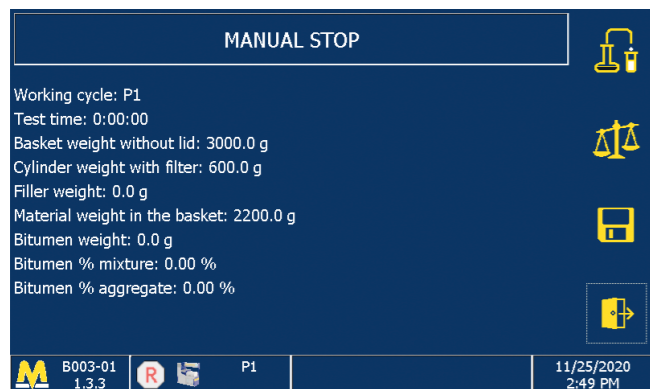 MANUAL STOP
Working cycle: P1
Test time: 0:00:00
Basket weight without lid: 3000.0 g
Cylinder weight with filter: 600.0 g
Filler weight: 0.0 g
Material weight in the basket: 2200.0 g
Bitumen weight: 0.0 g
Bitumen % mixture: 0.00 %
Bitumen % aggregate: 0.00 %
B003-01
1.3.3
R
P1
11/25/2020
2:49 PM